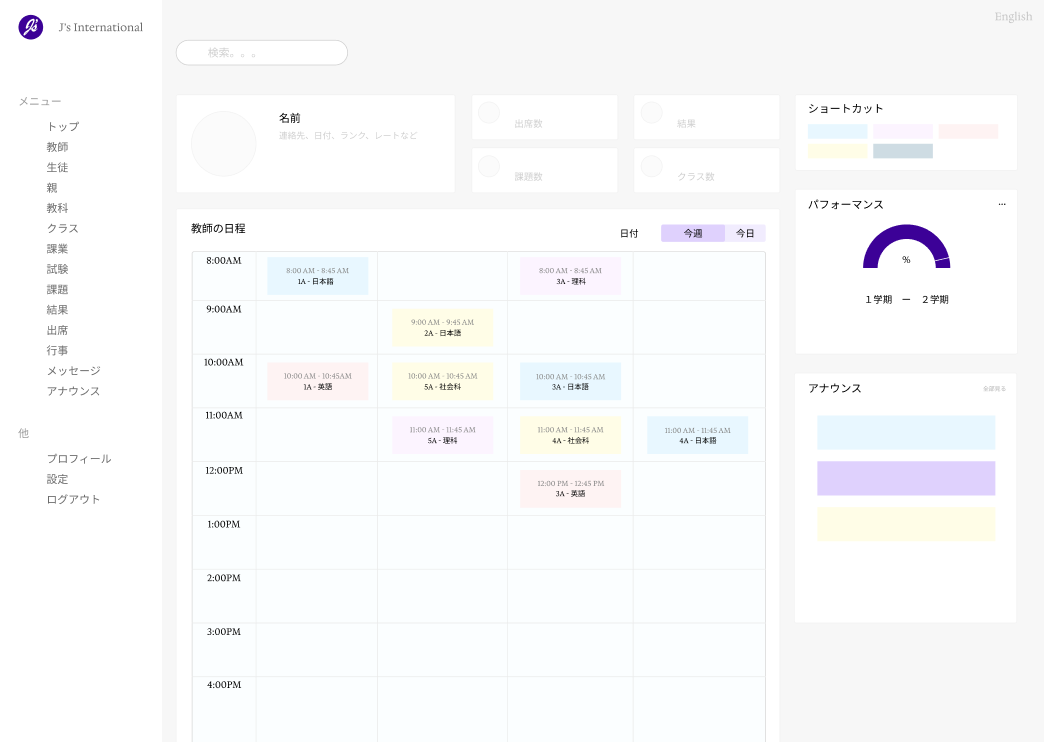 J's
J's International
English
検索。。。
メニュー
トップ
教師
生徒
親
教科
クラス
課業
試験
課題
結果
出席
行事
メッセージ
アナウンス
他
プロフィール
設定
ログアウト
名前
連絡先、日付、ランク、レートなど
出席数
結果
課題数
クラス数
教師の日程
日付
今週
今日
8:00AM
8:00 AM - 8:45 AM
1A - 日本語
8:00 AM - 8:45 AM
3A - 理科
9:00AM
9:00 AM - 9:45 AM
2A - 日本語
10:00AM
10:00 AM - 10:45AM
1A - 英語
10:00 AM - 10:45 AM
5A - 社会科
10:00 AM - 10:45 AM
3A - 日本語
11:00AM
11:00 AM - 11:45 AM
5A - 理科
11:00 AM - 11:45 AM
4A - 社会科
11:00 AM - 11:45 AM
4A - 日本語
12:00PM
12:00 PM - 12:45 PM
3A - 英語
1:00PM
2:00PM
3:00PM
4:00PM
ショートカット
パフォーマンス
...
%
1学期 ー 2学期
アナウンス